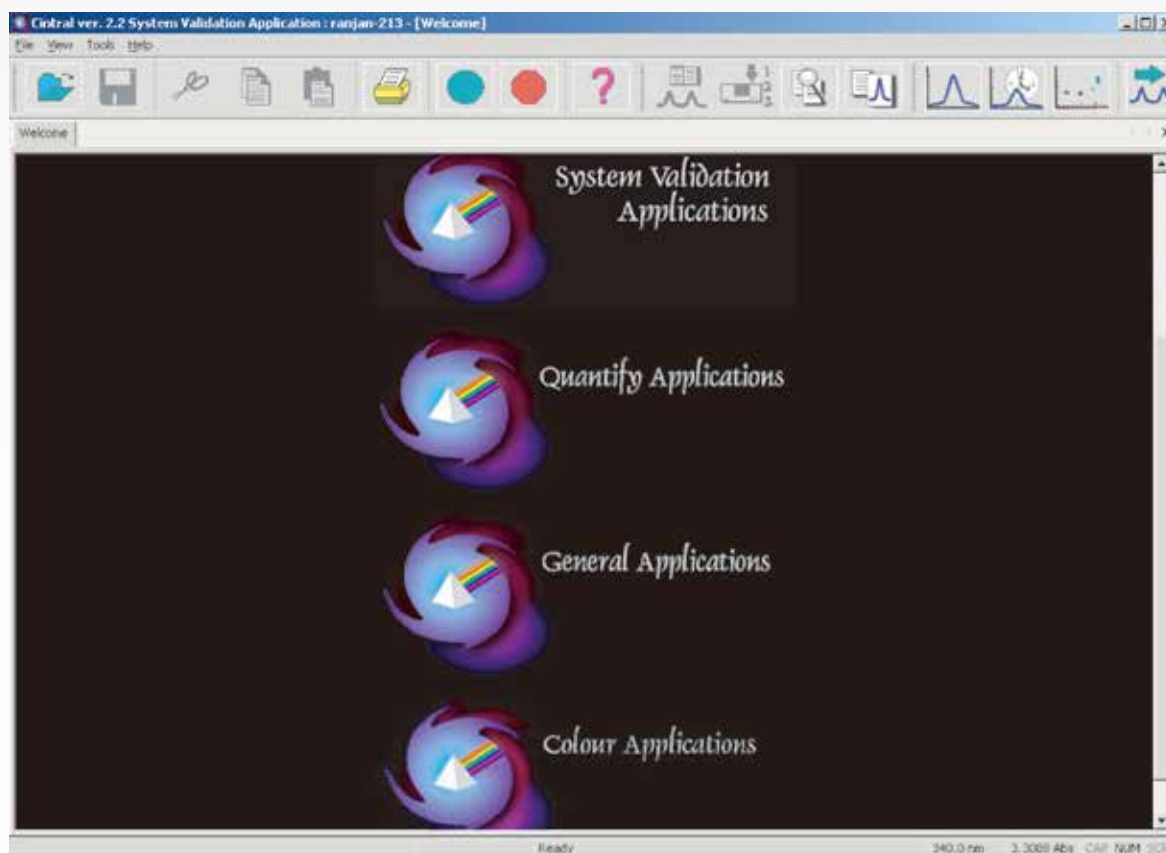 Cintral ver. 2.2 System Validation Application : ranjan-213 - [Welcome]
File View Tools Help
Welcome
System Validation
Applications
Quantify Applications
General Applications
Colour Applications
Ready 340.0 nm Abs CAP NUM